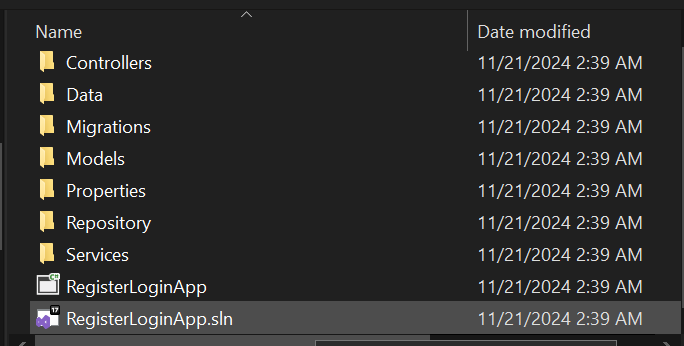 Name Date modified
Controllers 11/21/2024 2:39 AM
Data 11/21/2024 2:39 AM
Migrations 11/21/2024 2:39 AM
Models 11/21/2024 2:39 AM
Properties 11/21/2024 2:39 AM
Repository 11/21/2024 2:39 AM
Services 11/21/2024 2:39 AM
C# RegisterLoginApp 11/21/2024 2:39 AM
17 RegisterLoginApp.sln 11/21/2024 2:39 AM